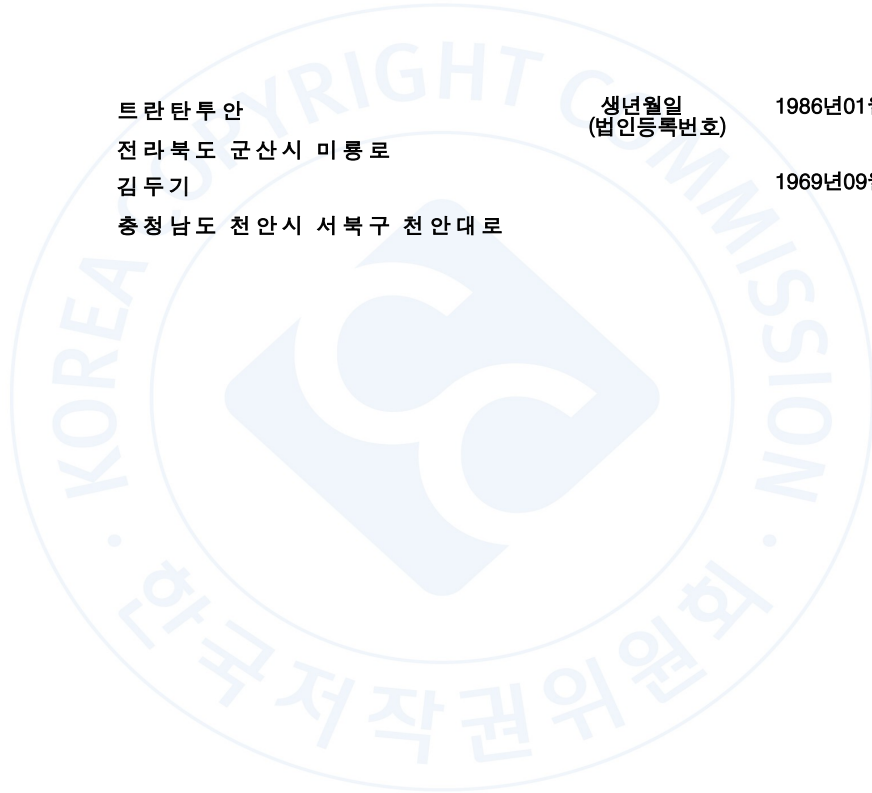 트란탄투안 생년월일 1986년01월
(법인등록번호)
전라북도 군산시 미룡로
김두기 1969년09월
충청남도 천안시 서북구 천안대로
KOREA COPYRIGHT COMMISSION
한국저작권위원회